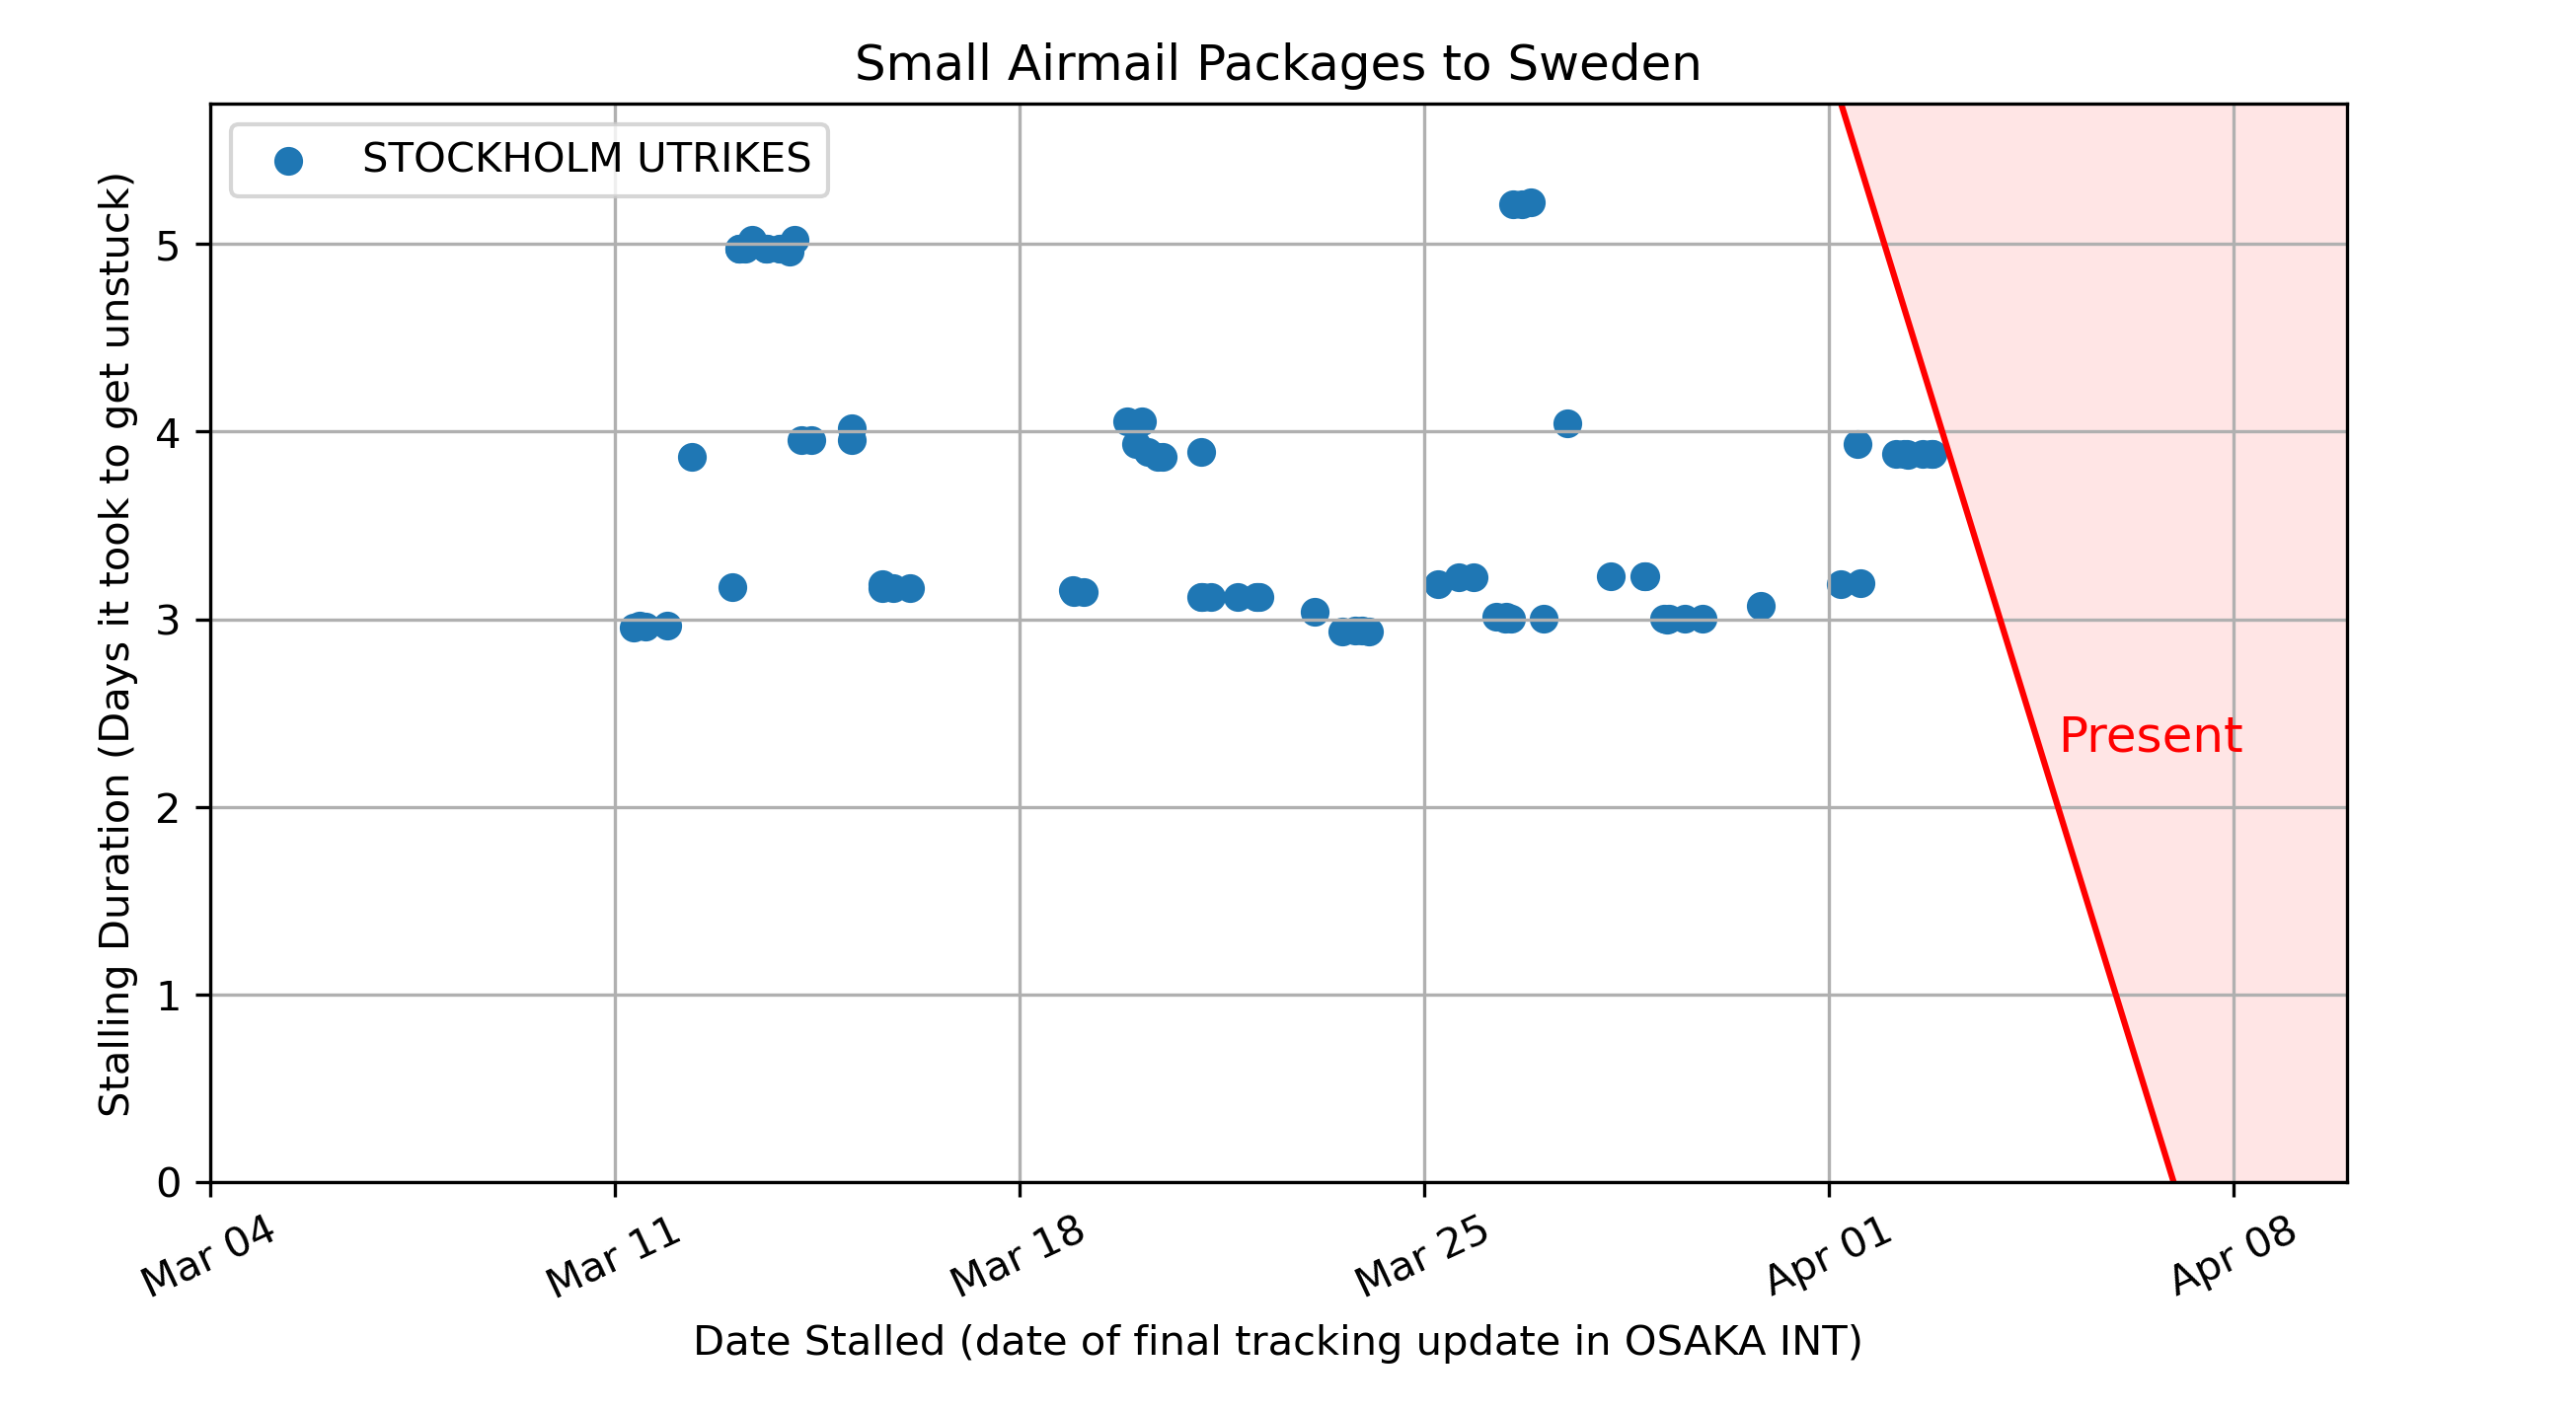 Small Airmail Packages to Sweden
STOCKHOLM UTRIKES
Stalling Duration (Days it took to get unstuck)
5
4
3
2
1
0
Present
Mar 04
Mar 11
Mar 18
Mar 25
Apr 01
Apr 08
Date Stalled (date of final tracking update in OSAKA INT)